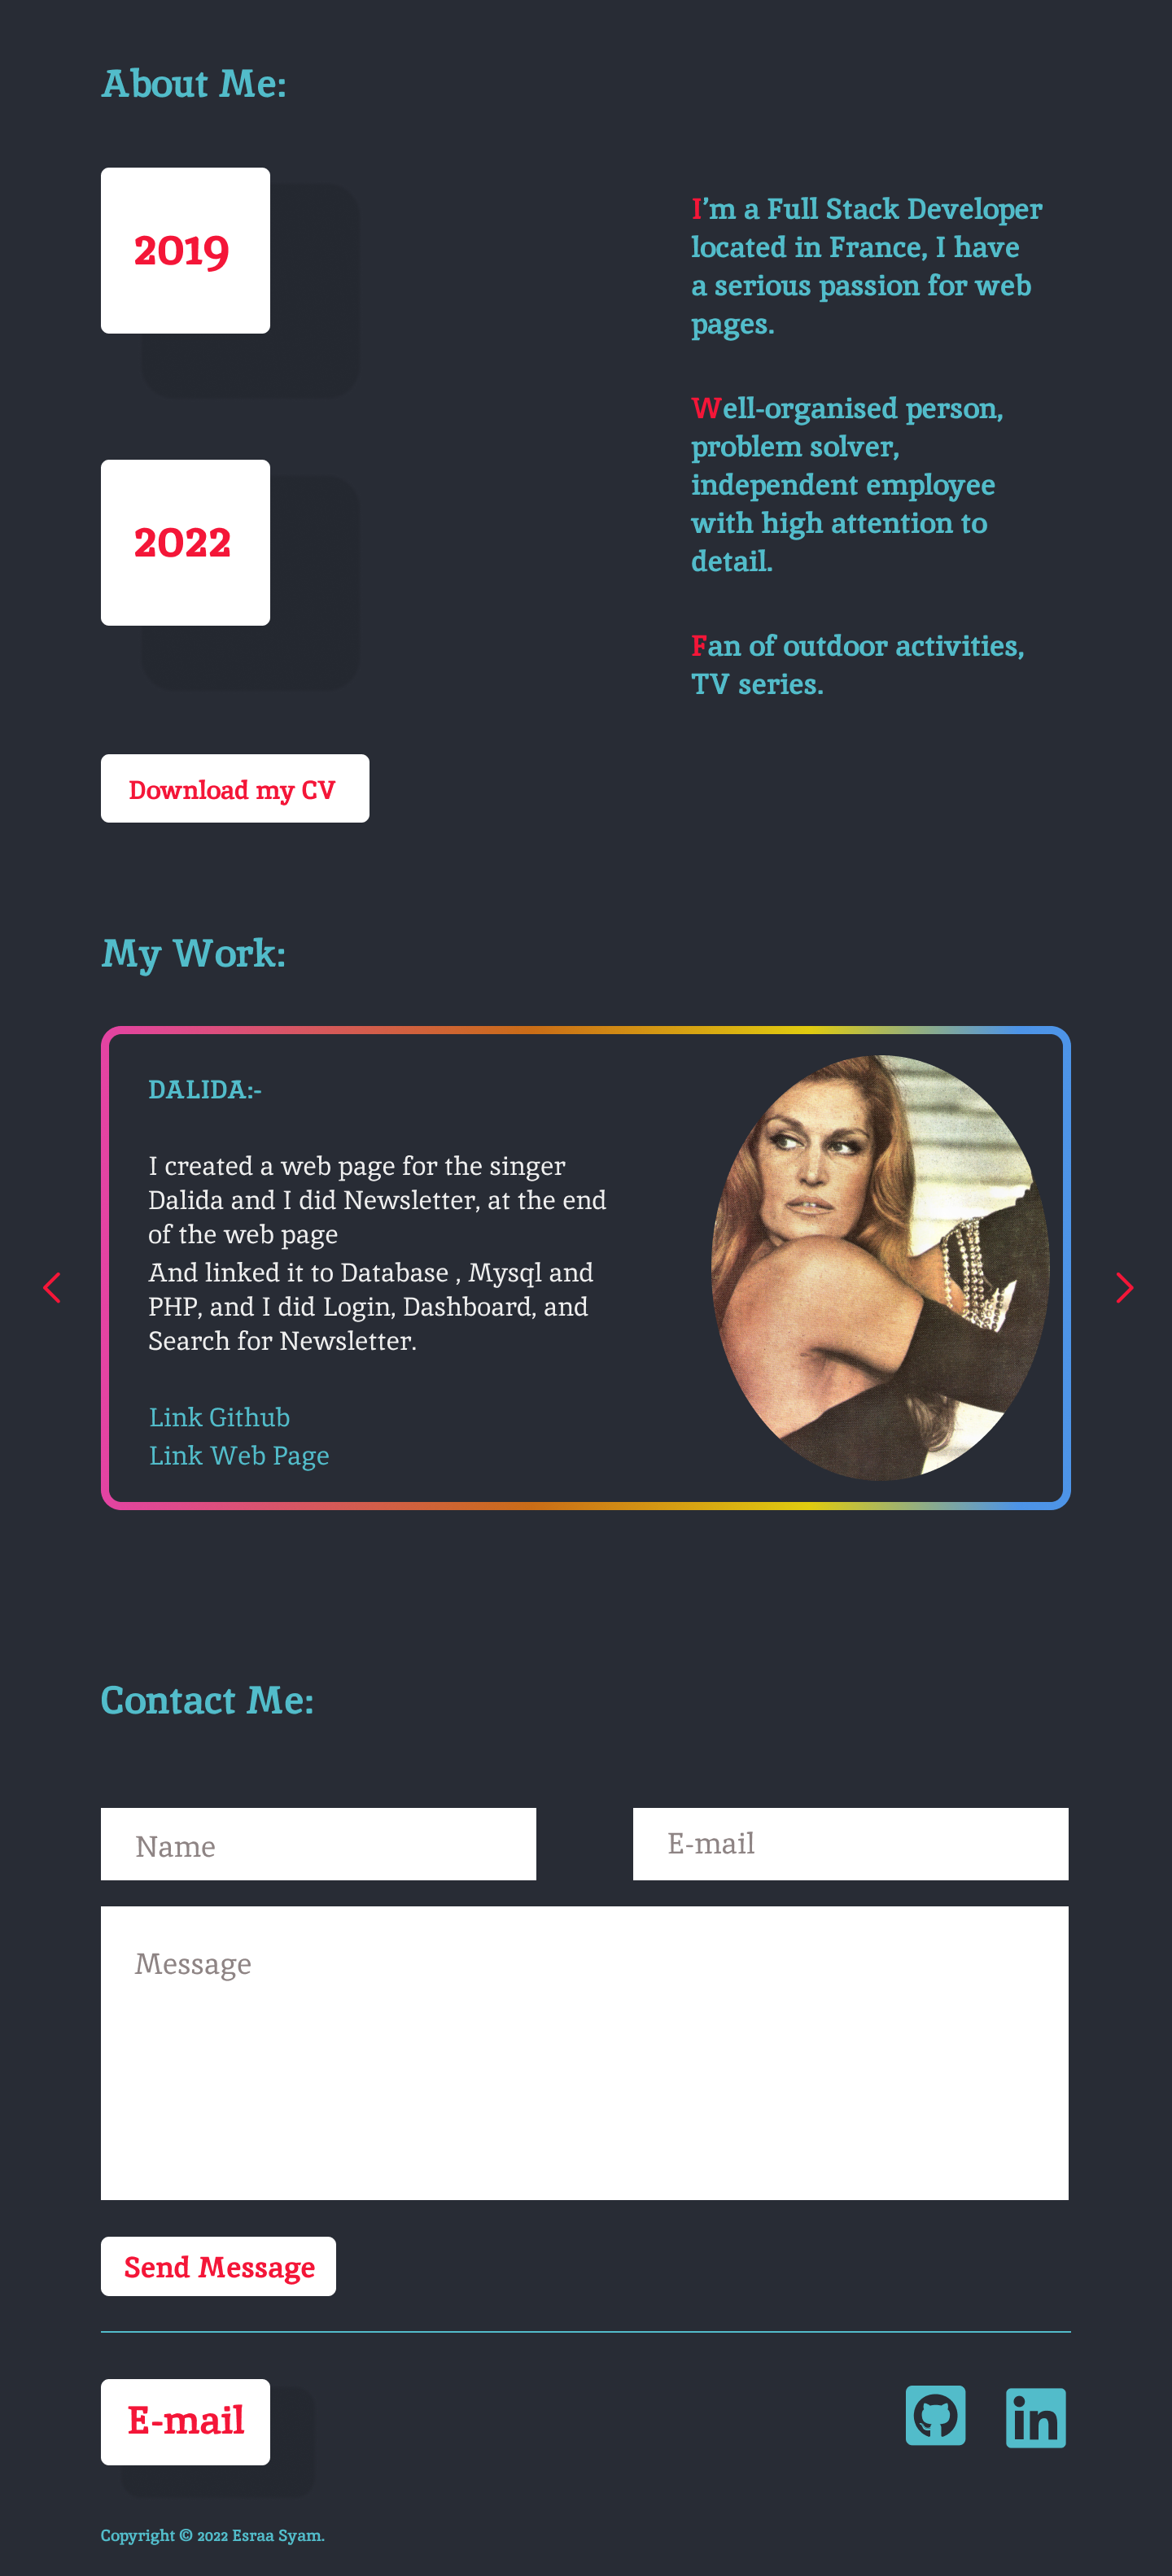 About Me:
2019
2022
Download my CV
I’m a Full Stack Developer
located in France, I have
a serious passion for web
pages.
Well-organised person,
problem solver,
independent employee
with high attention to
detail.
Fan of outdoor activities,
TV series.
My Work:
DALIDA:-
I created a web page for the singer
Dalida and I did Newsletter, at the end
of the web page
And linked it to Database , Mysql and
PHP, and I did Login, Dashboard, and
Search for Newsletter.
Link Github
Link Web Page
Contact Me:
Name
E-mail
Message
Send Message
E-mail
in
Copyright © 2022 Esraa Syam.